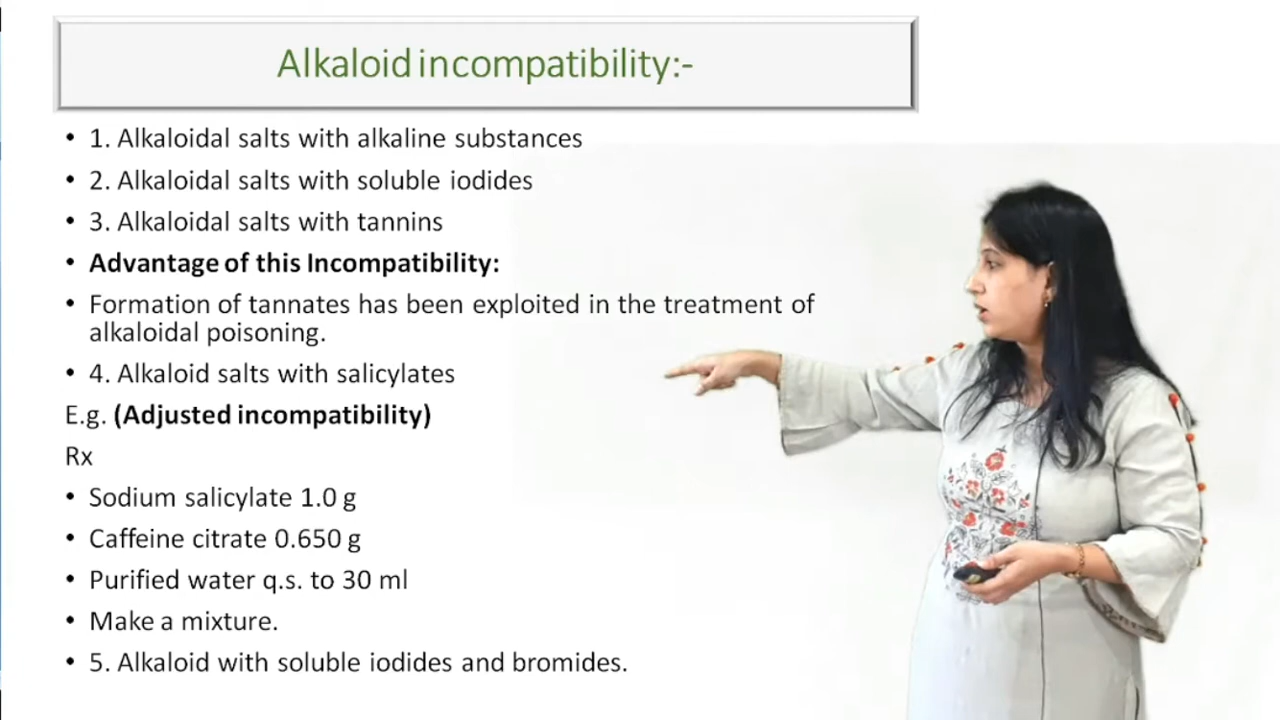 Alkaloid incompatibility:-
• 1. Alkaloidal salts with alkaline substances
• 2. Alkaloidal salts with soluble iodides
• 3. Alkaloidal salts with tannins
• Advantage of this Incompatibility:
• Formation of tannates has been exploited in the treatment of
alkaloidal poisoning.
• 4. Alkaloid salts with salicylates
E.g. (Adjusted incompatibility)
Rx
• Sodium salicylate 1.0 g
• Caffeine citrate 0.650 g
• Purified water q.s. to 30 ml
• Make a mixture.
• 5. Alkaloid with soluble iodides and bromides.